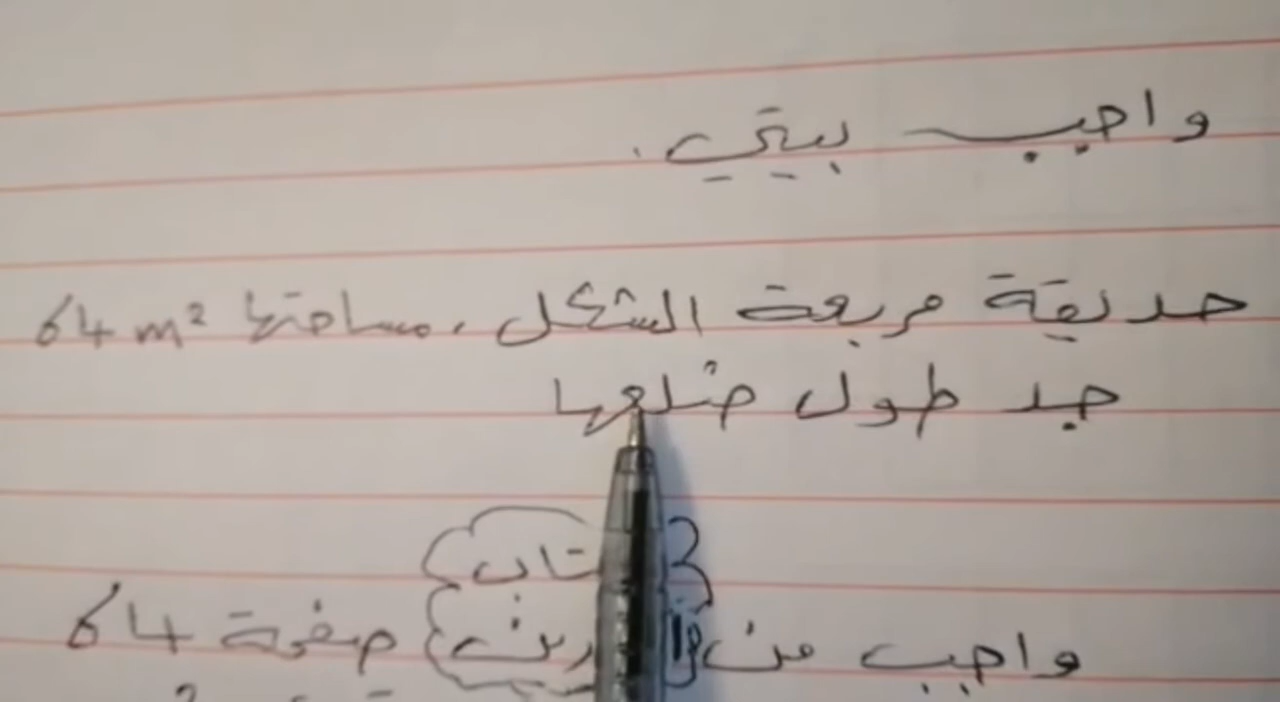 واجب بيتي.
حديقة مربعة الشكل، مساحتها 64 m²
جد طول ضلعها
واجب من صفحة 64